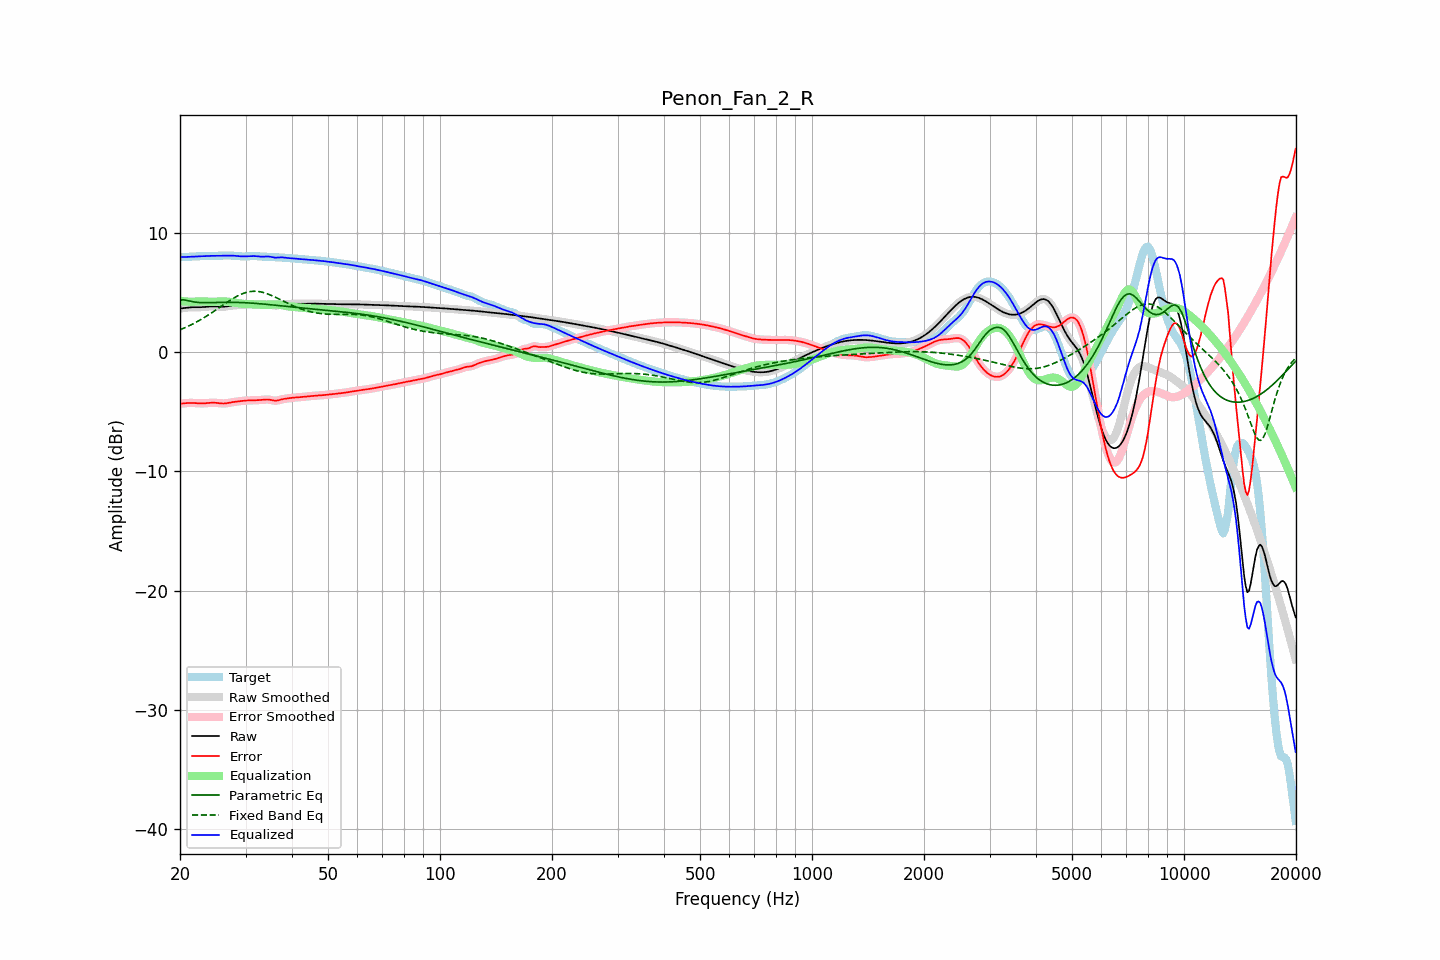 Penon_Fan_2_R
Amplitude (dBr)
10
0
−10
−20
−30
−40
Target
Raw Smoothed
Error Smoothed
Raw
Error
Equalization
Parametric Eq
Fixed Band Eq
Equalized
20 50 100 200 500 1000 2000 5000 10000 20000
Frequency (Hz)